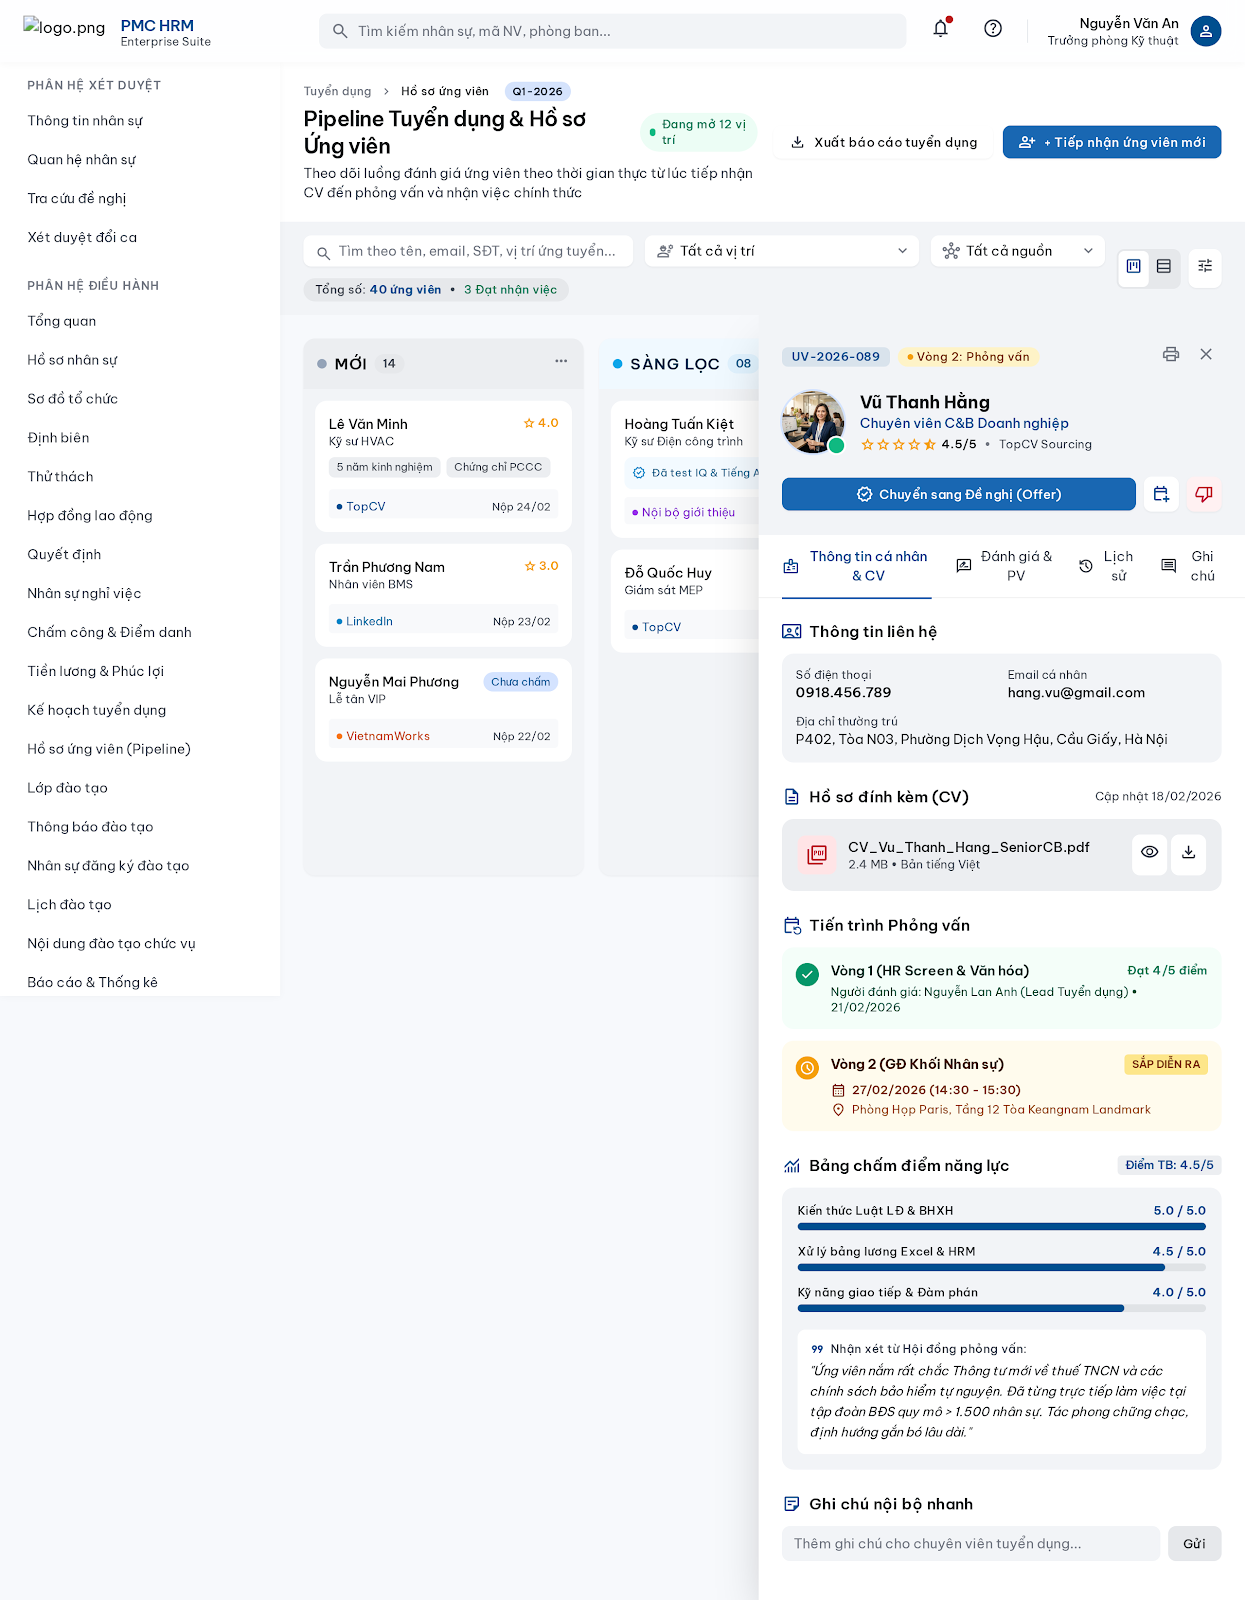 logo.png
PMC HRM
Enterprise Suite
Tìm kiếm nhân sự, mã NV, phòng ban...
Nguyễn Văn An
Trưởng phòng Kỹ thuật
PHÂN HỆ XÉT DUYỆT
Thông tin nhân sự
Quan hệ nhân sự
Tra cứu đề nghị
Xét duyệt đổi ca
PHÂN HỆ ĐIỀU HÀNH
Tổng quan
Hồ sơ nhân sự
Sơ đồ tổ chức
Định biên
Thử thách
Hợp đồng lao động
Quyết định
Nhân sự nghỉ việc
Chấm công & Điểm danh
Tiền lương & Phúc lợi
Kế hoạch tuyển dụng
Hồ sơ ứng viên (Pipeline)
Lớp đào tạo
Thông báo đào tạo
Nhân sự đăng ký đào tạo
Lịch đào tạo
Nội dung đào tạo chức vụ
Báo cáo & Thống kê
Tuyển dụng > Hồ sơ ứng viên Q1-2026
Pipeline Tuyển dụng & Hồ sơ
Ứng viên
Đang mở 12 vị
trí
Theo dõi luồng đánh giá ứng viên theo thời gian thực từ lúc tiếp nhận
CV đến phỏng vấn và nhận việc chính thức
Xuất báo cáo tuyển dụng
+ Tiếp nhận ứng viên mới
Tìm theo tên, email, SĐT, vị trí ứng tuyển...
Tất cả vị trí
Tất cả nguồn
Tổng số: 40 ứng viên • 3 Đạt nhận việc
MỚI 14
Lê Văn Minh
4.0
Kỹ sư HVAC
5 năm kinh nghiệm
Chứng chỉ PCCC
TopCV
Nộp 24/02
Trần Phương Nam
3.0
Nhân viên BMS
LinkedIn
Nộp 23/02
Nguyễn Mai Phương
Chưa chấm
Lễ tân VIP
VietnamWorks
Nộp 22/02
SÀNG LỌC 08
Hoàng Tuấn Kiệt
Kỹ sư Điện công trình
Đã test IQ & Tiếng A
Nội bộ giới thiệu
Đỗ Quốc Huy
Giám sát MEP
TopCV
UV-2026-089
Vòng 2: Phỏng vấn
Vũ Thanh Hằng
Chuyên viên C&B Doanh nghiệp
4.5/5 • TopCV Sourcing
Chuyển sang Đề nghị (Offer)
Thông tin cá nhân
& CV
Đánh giá &
PV
Lịch
sử
Ghi
chú
Thông tin liên hệ
Số điện thoại
0918.456.789
Email cá nhân
hang.vu@gmail.com
Địa chỉ thường trú
P402, Tòa N03, Phường Dịch Vọng Hậu, Cầu Giấy, Hà Nội
Hồ sơ đính kèm (CV)
Cập nhật 18/02/2026
PDF
CV_Vu_Thanh_Hang_SeniorCB.pdf
2.4 MB • Bản tiếng Việt
Tiến trình Phỏng vấn
Vòng 1 (HR Screen & Văn hóa)
Đạt 4/5 điểm
Người đánh giá: Nguyễn Lan Anh (Lead Tuyển dụng) •
21/02/2026
Vòng 2 (GĐ Khối Nhân sự)
SẮP DIỄN RA
27/02/2026 (14:30 - 15:30)
Phòng Họp Paris, Tầng 12 Tòa Keangnam Landmark
Bảng chấm điểm năng lực
Điểm TB: 4.5/5
Kiến thức Luật LĐ & BHXH
5.0 / 5.0
Xử lý bảng lương Excel & HRM
4.5 / 5.0
Kỹ năng giao tiếp & Đàm phán
4.0 / 5.0
Nhận xét từ Hội đồng phỏng vấn:
"Ứng viên nắm rất chắc Thông tư mới về thuế TNCN và các
chính sách bảo hiểm tự nguyện. Đã từng trực tiếp làm việc tại
tập đoàn BĐS quy mô > 1.500 nhân sự. Tác phong chững chạc,
định hướng gắn bó lâu dài."
Ghi chú nội bộ nhanh
Thêm ghi chú cho chuyên viên tuyển dụng...
Gửi